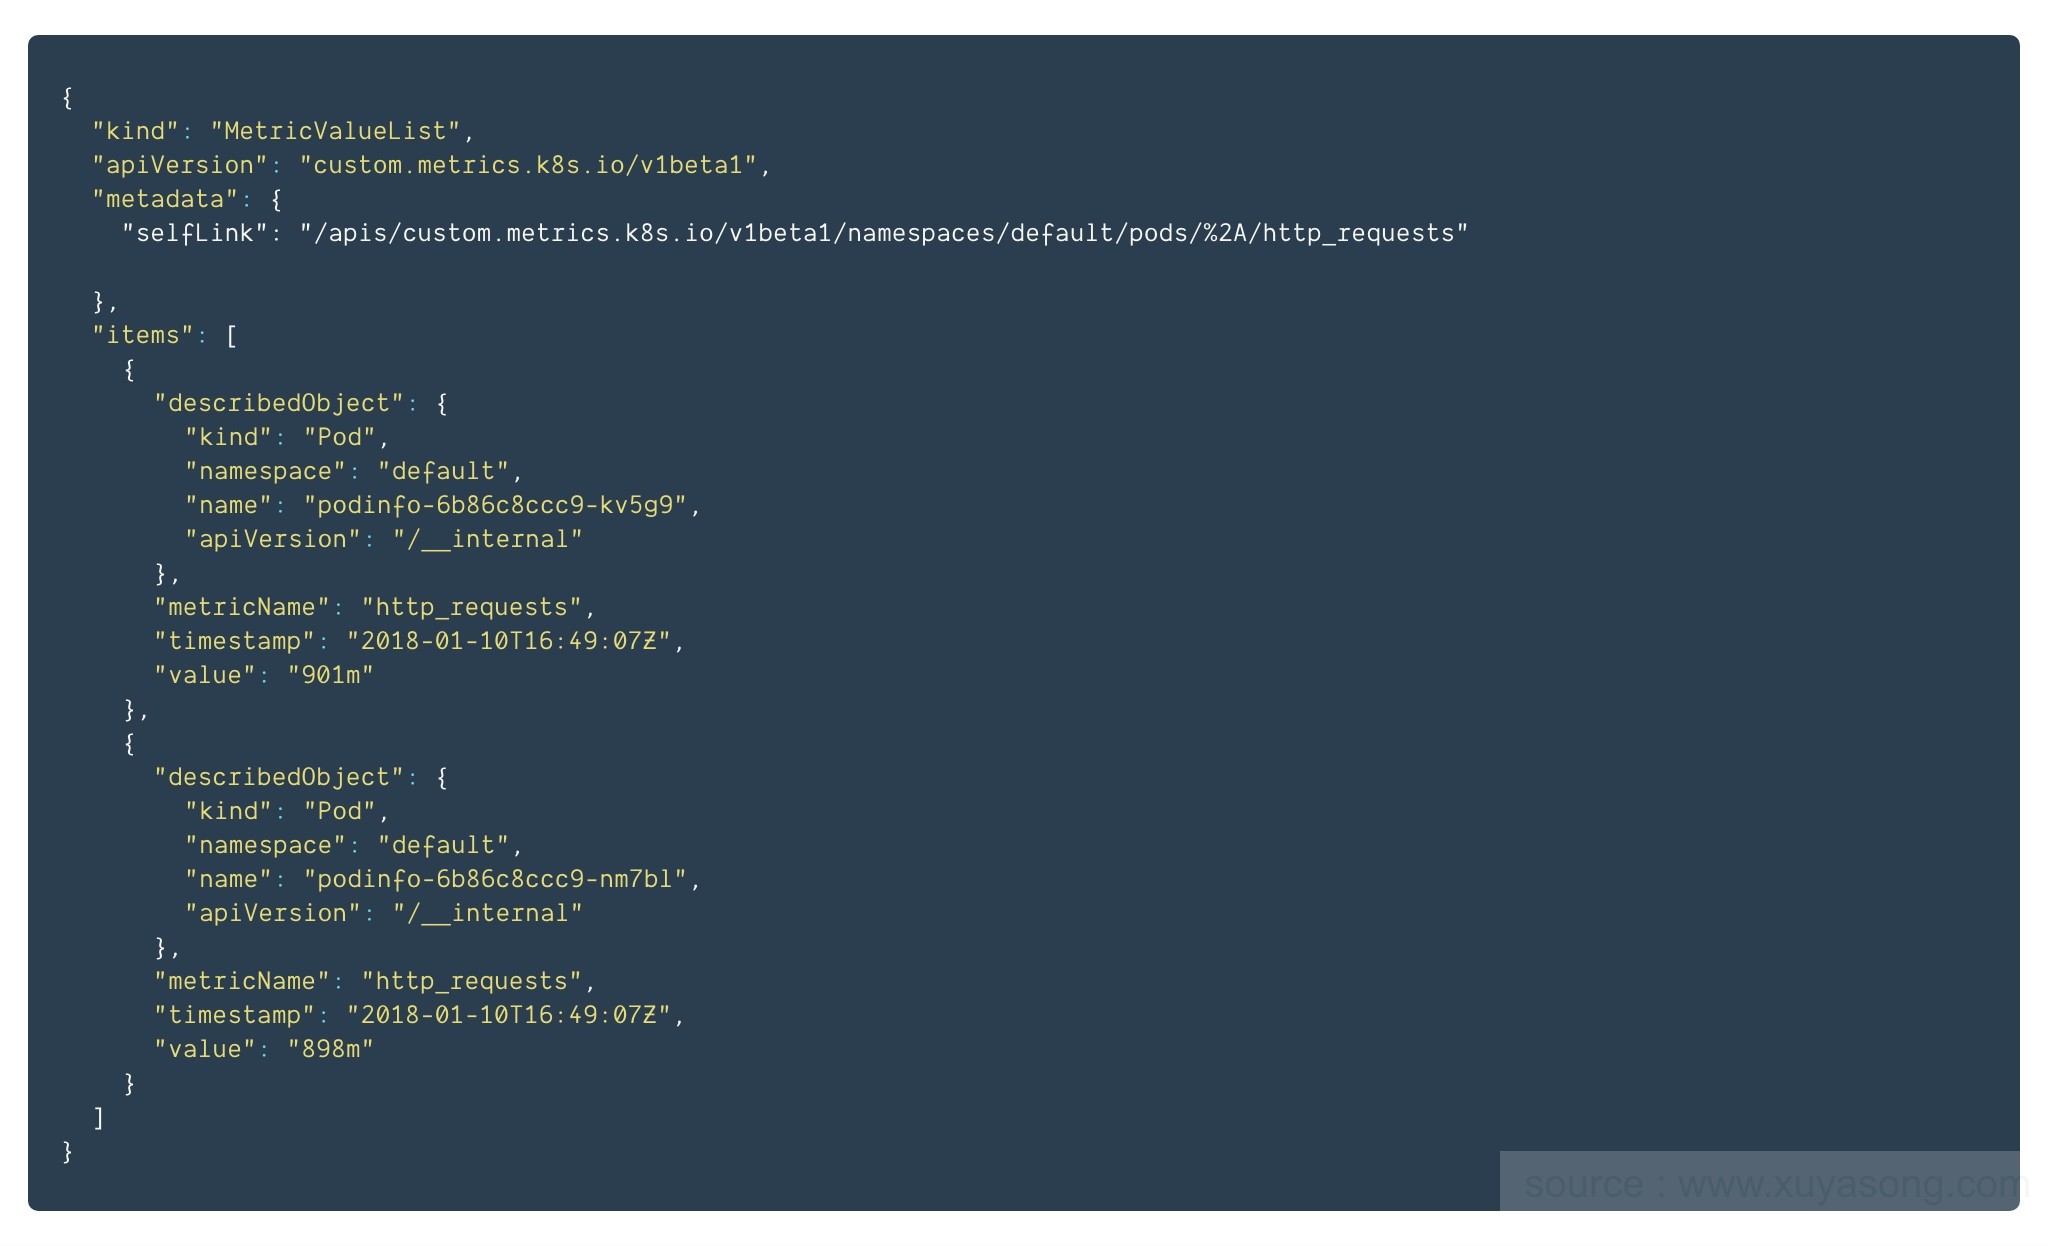 {
  "kind": "MetricValueList",
  "apiVersion": "custom.metrics.k8s.io/v1beta1",
  "metadata": {
    "selfLink": "/apis/custom.metrics.k8s.io/v1beta1/namespaces/default/pods/%2A/http_requests"
  },
  "items": [
    {
      "describedObject": {
        "kind": "Pod",
        "namespace": "default",
        "name": "podinfo-6b86c8ccc9-kv5g9",
        "apiVersion": "/__internal"
      },
      "metricName": "http_requests",
      "timestamp": "2018-01-10T16:49:07Z",
      "value": "901m"
    },
    {
      "describedObject": {
        "kind": "Pod",
        "namespace": "default",
        "name": "podinfo-6b86c8ccc9-nm7bl",
        "apiVersion": "/__internal"
      },
      "metricName": "http_requests",
      "timestamp": "2018-01-10T16:49:07Z",
      "value": "898m"
    }
  ]
}
source : www.xuyasong.com